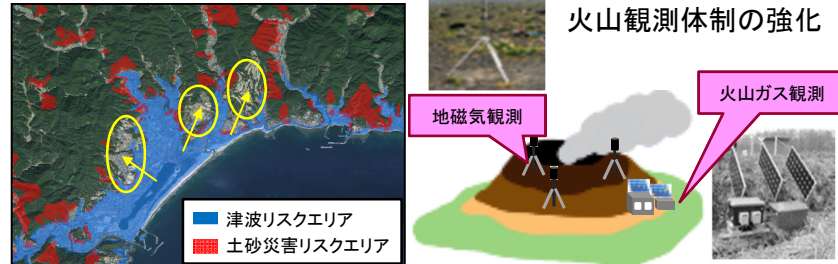 火山観測体制の強化
地磁気観測
火山ガス観測
津波リスクエリア
土砂災害リスクエリア